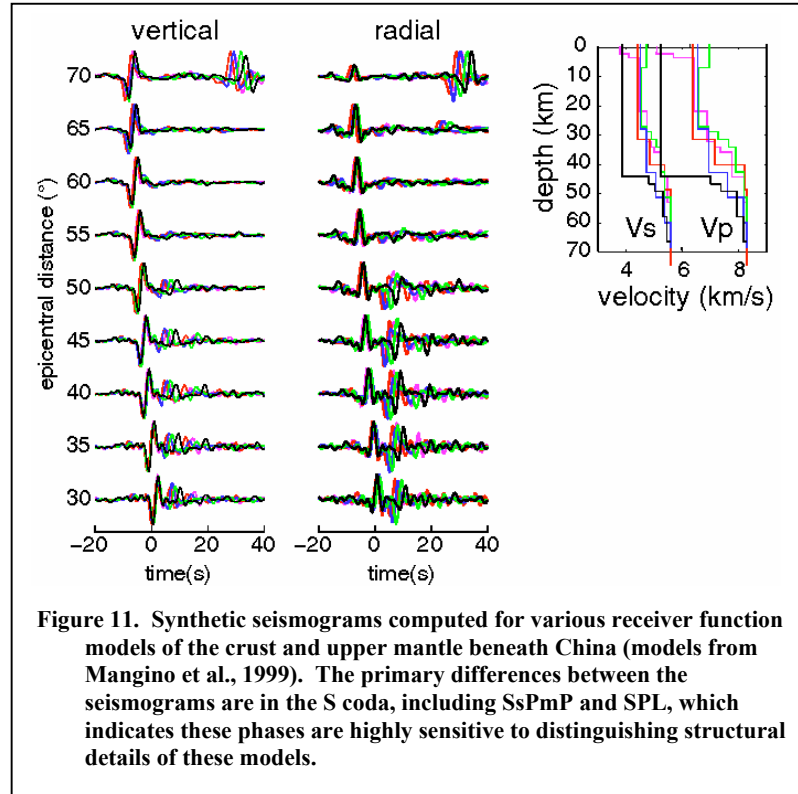 vertical
radial
epicentral distance (°)
70
65
60
55
50
45
40
35
30
−20 0 20 40
time(s)
−20 0 20 40
time(s)
depth (km)
0
10
20
30
40
50
60
70
Vs Vp
4 6 8
velocity (km/s)
Figure 11. Synthetic seismograms computed for various receiver function
models of the crust and upper mantle beneath China (models from
Mangino et al., 1999). The primary differences between the
seismograms are in the S coda, including SsPmP and SPL, which
indicates these phases are highly sensitive to distinguishing structural
details of these models.